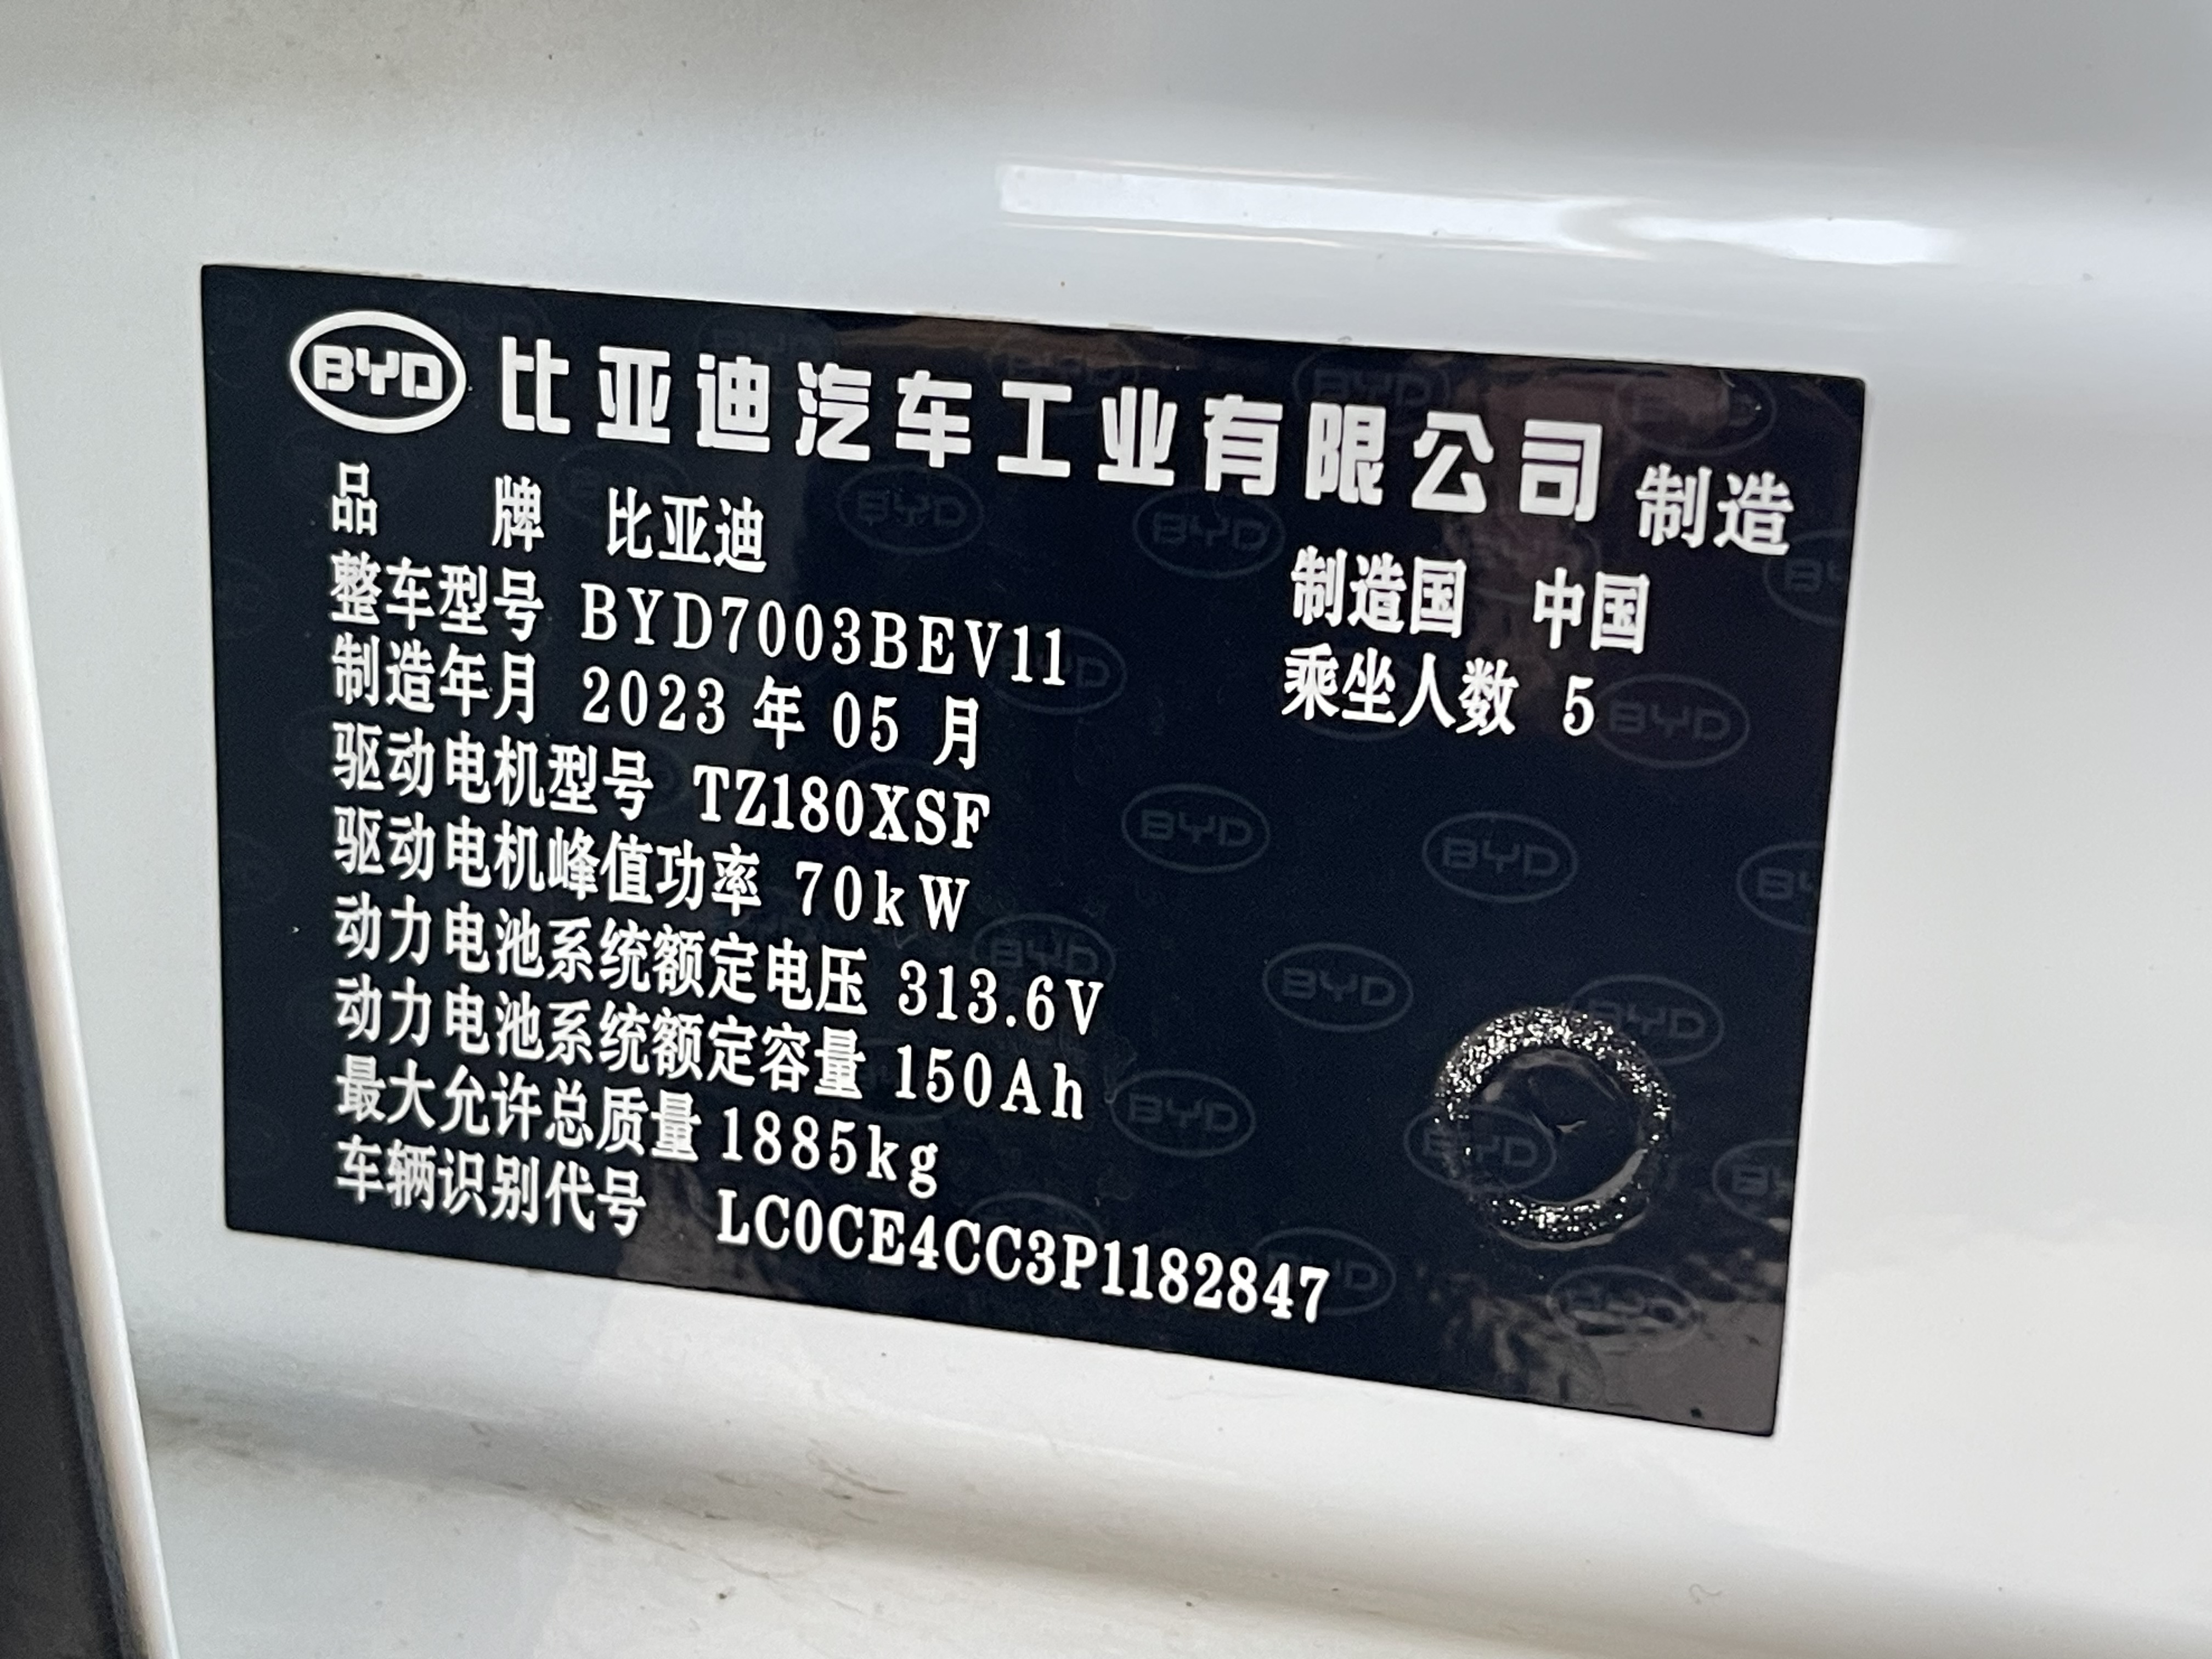 BYD 比亚迪汽车工业有限公司 制造
品 牌 比亚迪 制造国 中国
整车型号 BYD7003BEV11 乘坐人数 5
制造年月 2023 年 05 月
驱动电机型号 TZ180XSF
驱动电机峰值功率 70kW
动力电池系统额定电压 313.6V
动力电池系统额定容量 150Ah
最大允许总质量 1885kg
车辆识别代号 LC0CE4CC3P1182847